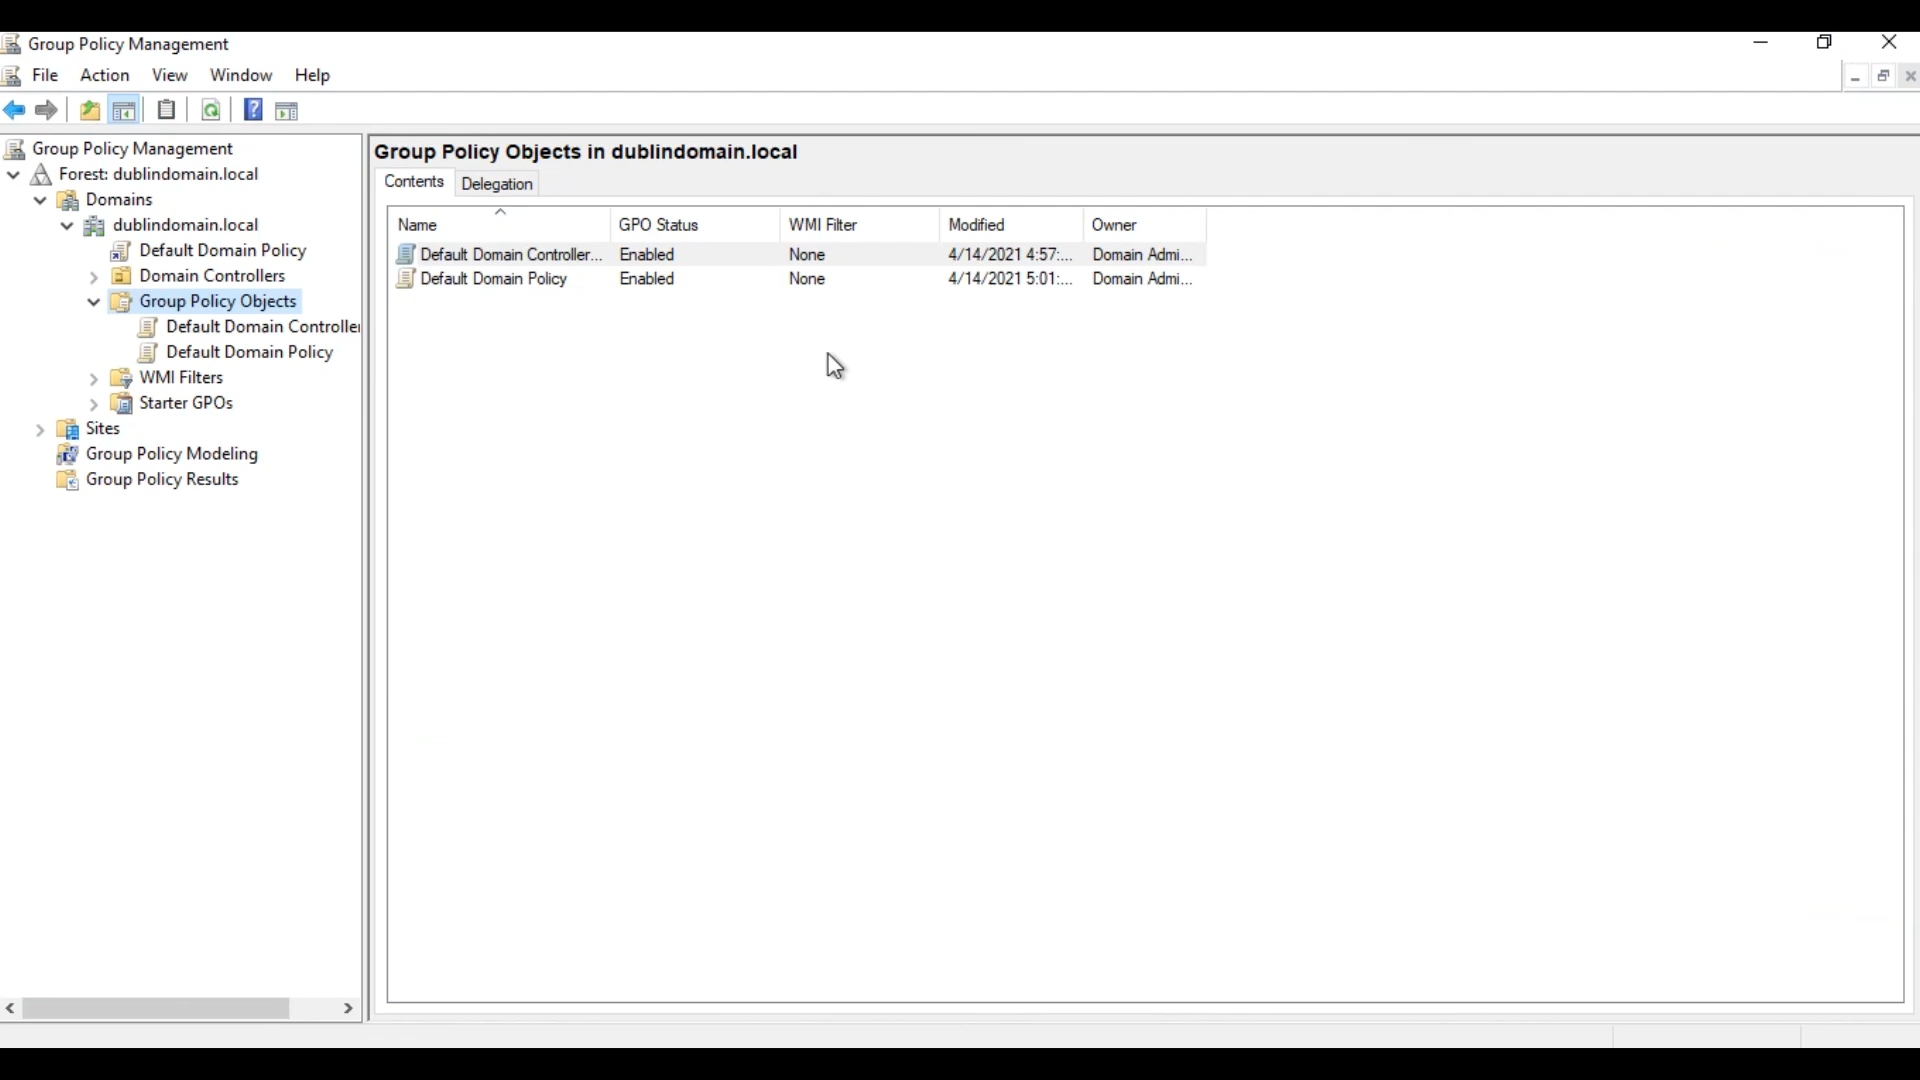 Group Policy Management
File Action View Window Help
Group Policy Management
Forest: dublindomain.local
Domains
dublindomain.local
Default Domain Policy
Domain Controllers
Group Policy Objects
Default Domain Controller
Default Domain Policy
WMI Filters
Starter GPOs
Sites
Group Policy Modeling
Group Policy Results
Group Policy Objects in dublindomain.local
Contents Delegation
Name GPO Status WMI Filter Modified Owner
Default Domain Controller... Enabled None 4/14/2021 4:57:... Domain Admi...
Default Domain Policy Enabled None 4/14/2021 5:01:... Domain Admi...